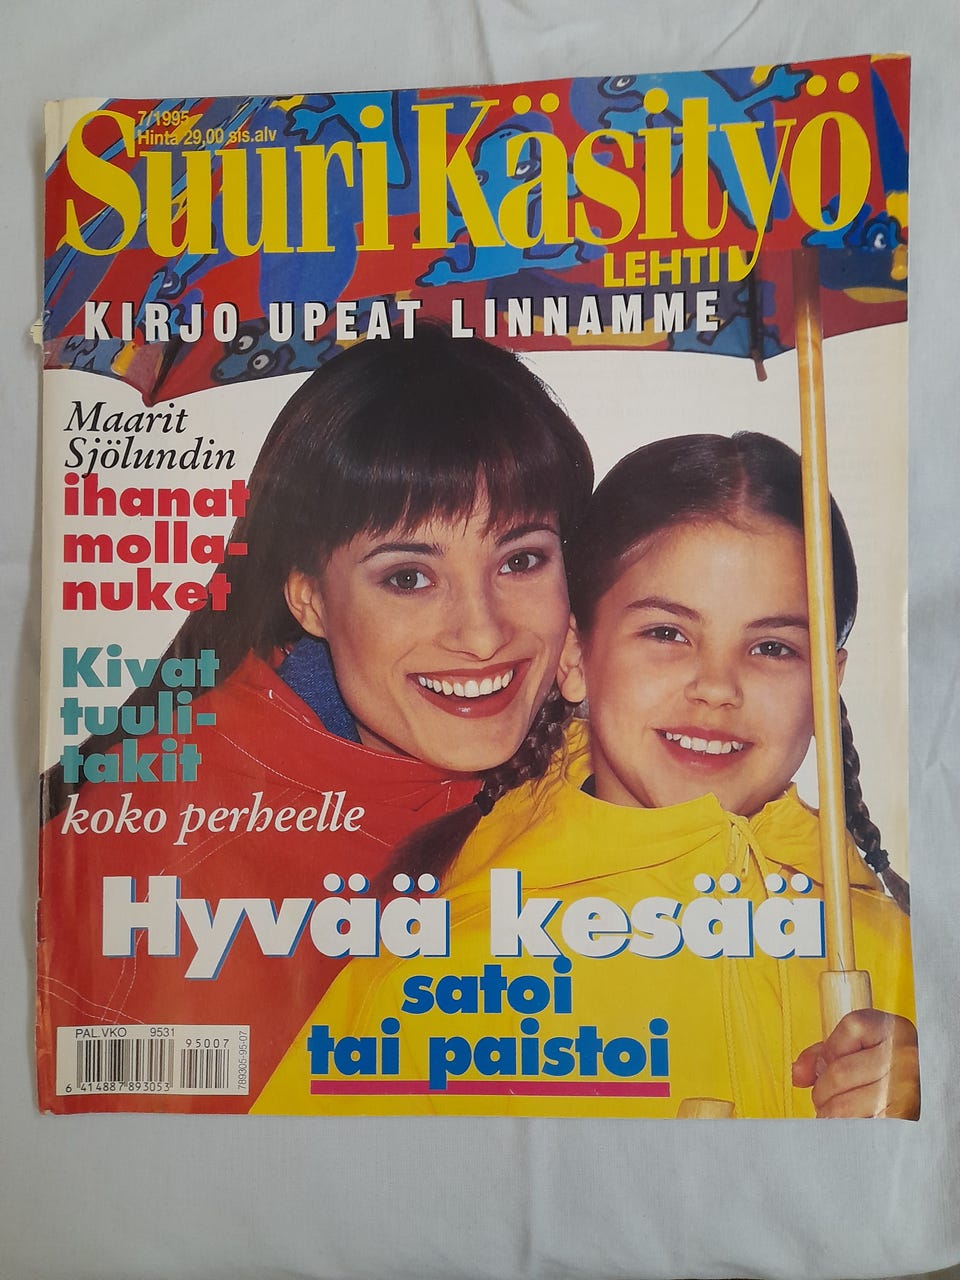 7/1995
Hinta 29,00 sis.alv
Suuri Käsityö
LEHTI
KIRJO UPEAT LINNAMME
Maarit
Sjölundin
ihanat
molla-
nuket
Kivat
tuuli-
takit
koko perheelle
Hyvää kesää
satoi
tai paistoi
PAL.VKO 9531
95007
6 414887 893053
789305-95-07